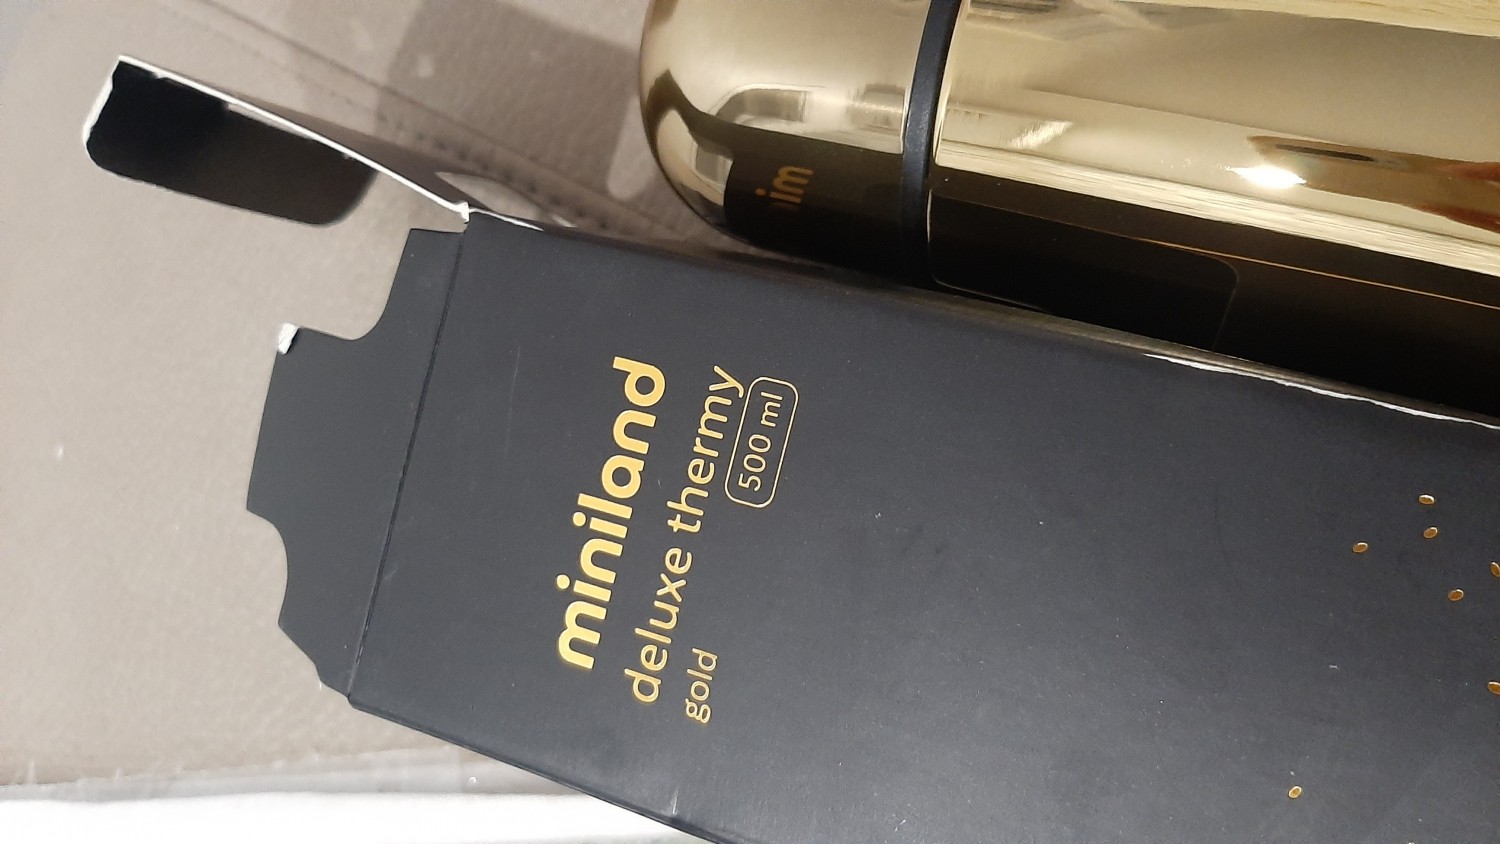 miniland
deluxe thermy
500 ml
gold